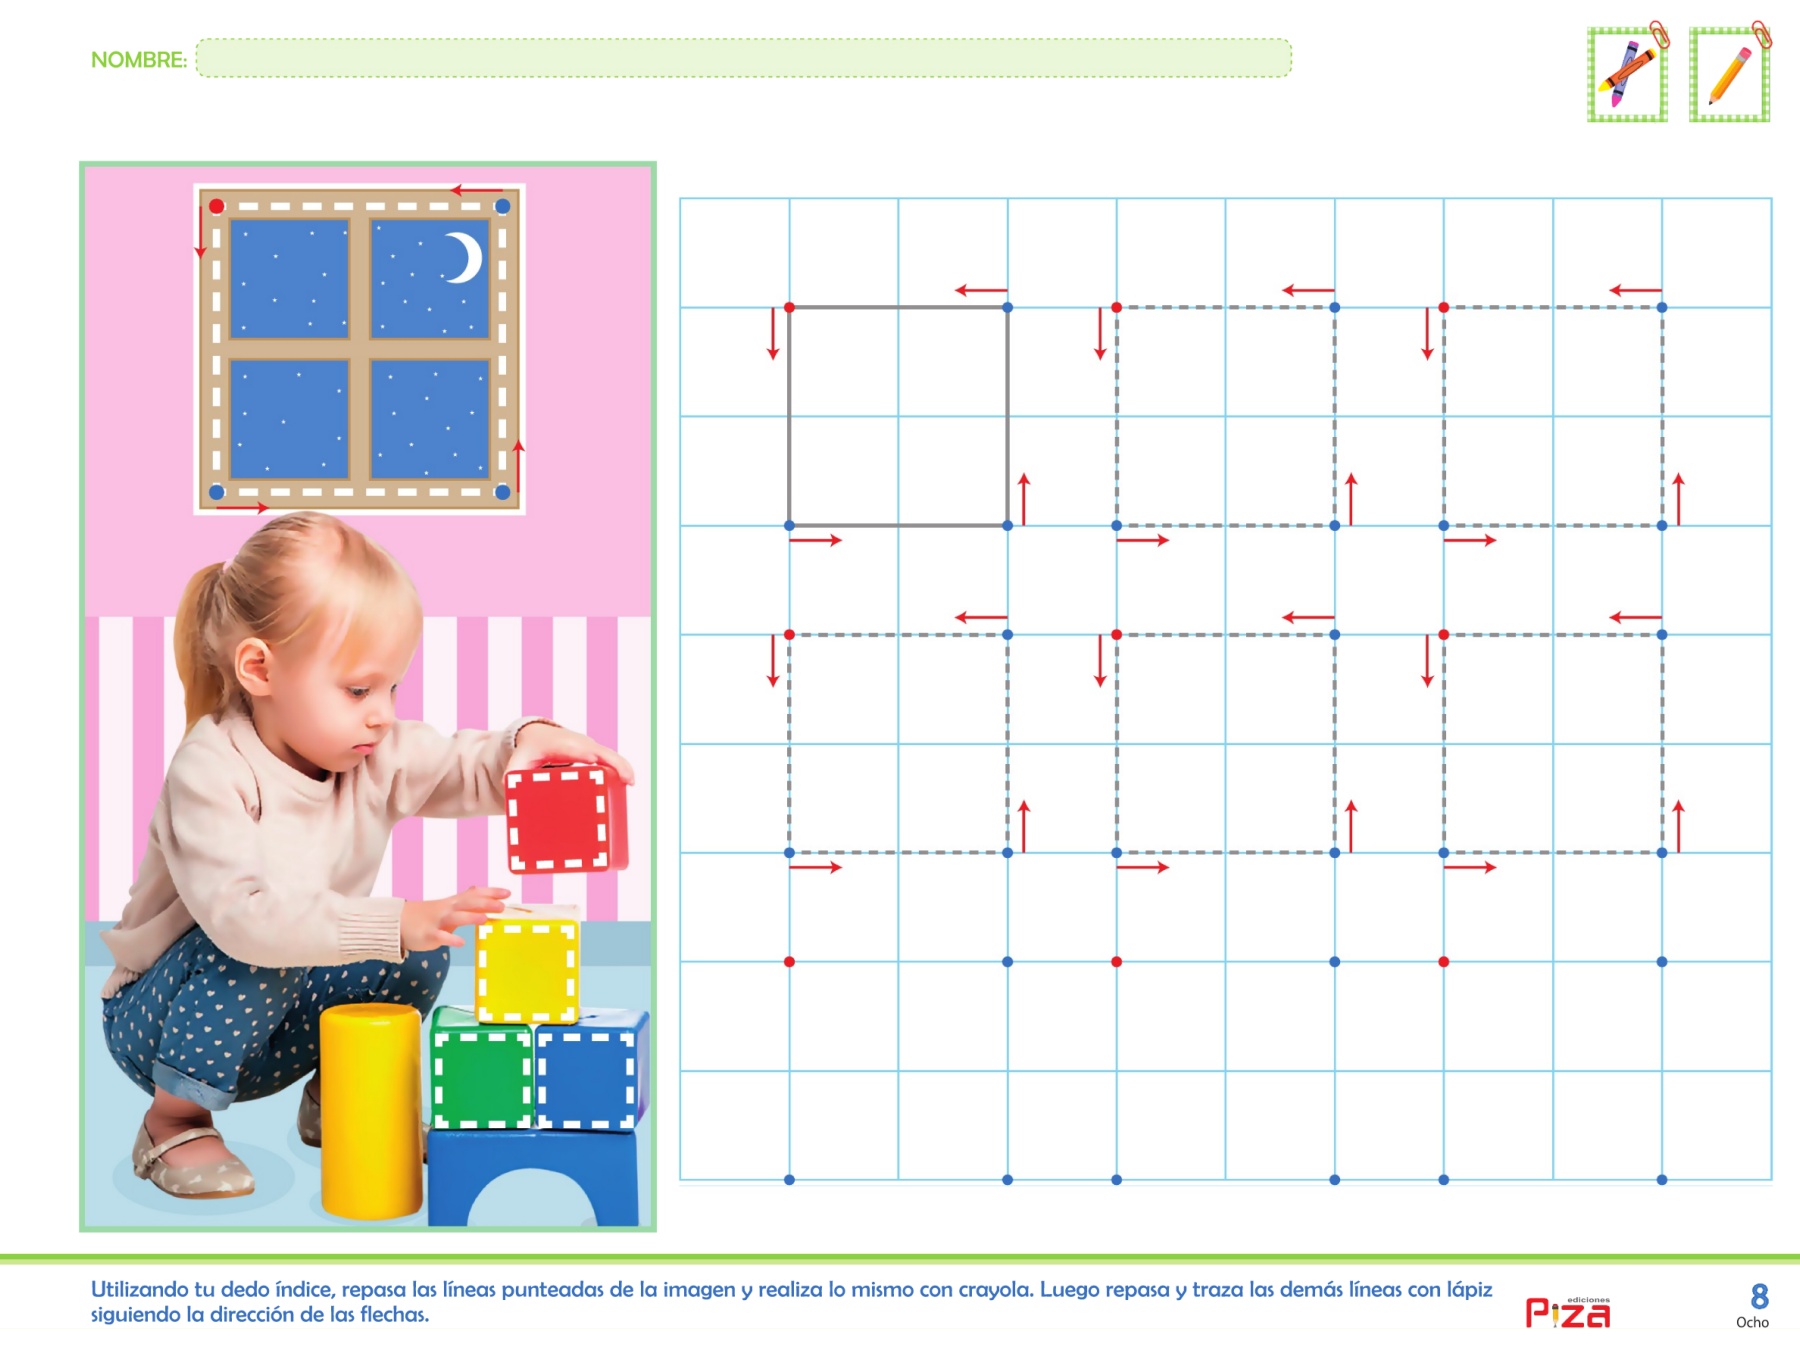 NOMBRE:
Utilizando tu dedo índice, repasa las líneas punteadas de la imagen y realiza lo mismo con crayola. Luego repasa y traza las demás líneas con lápiz
siguiendo la dirección de las flechas.
ediciones
Piza
8
Ocho